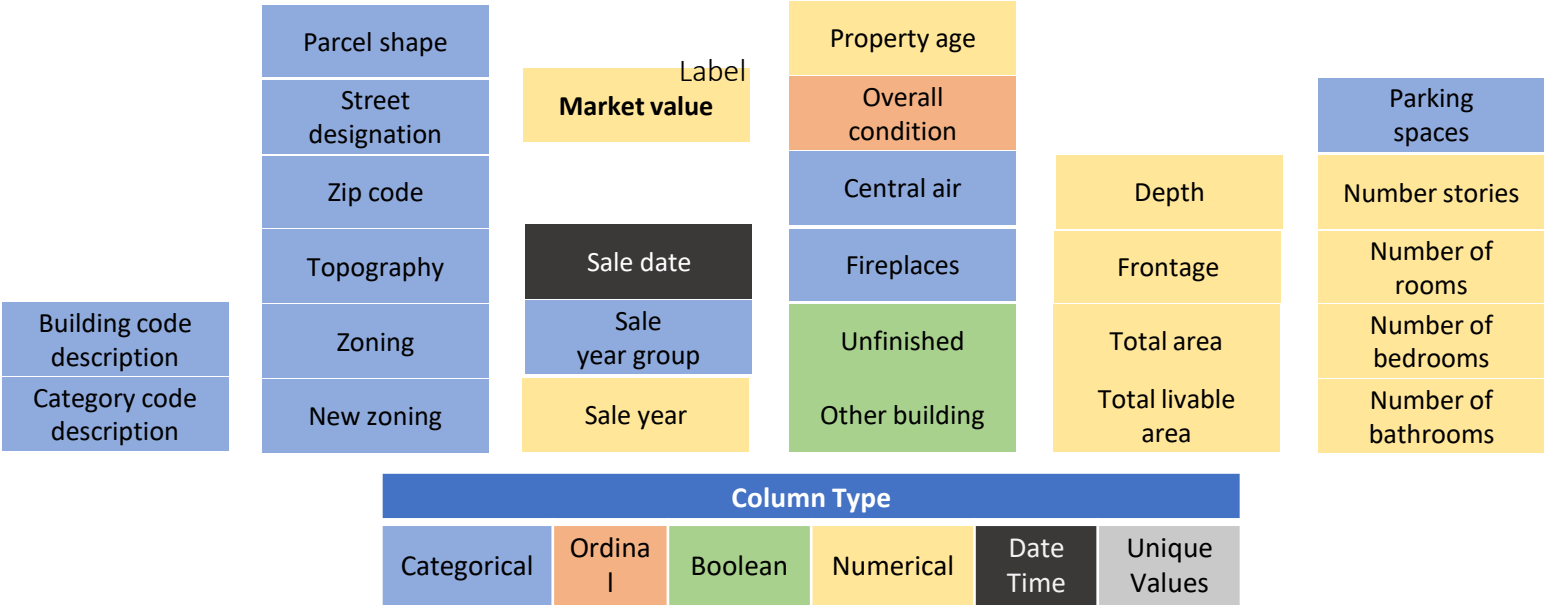 Building code
description
Category code
description
Parcel shape
Street
designation
Zip code
Topography
Zoning
New zoning
Label
Market value
Sale date
Sale
year group
Sale year
Property age
Overall
condition
Central air
Fireplaces
Unfinished
Other building
Depth
Frontage
Total area
Total livable
area
Parking
spaces
Number stories
Number of
rooms
Number of
bedrooms
Number of
bathrooms
Column Type
Categorical
Ordina
l
Boolean
Numerical
Date
Time
Unique
Values